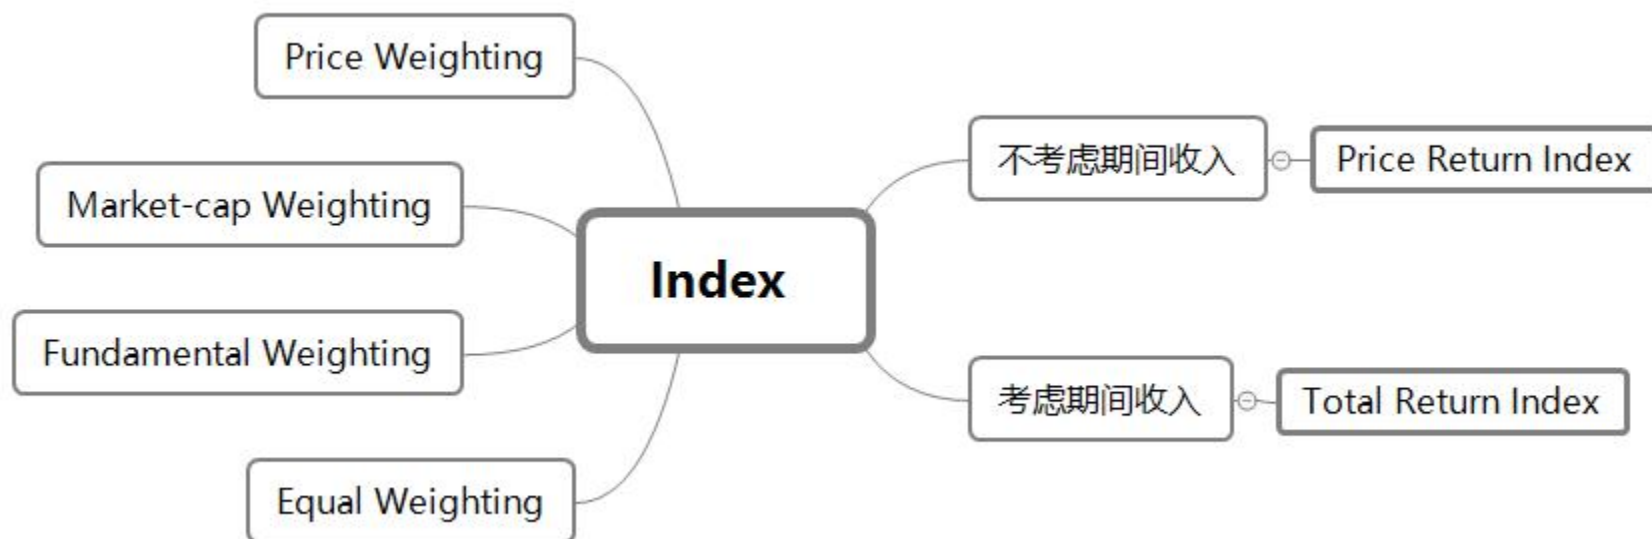 Price Weighting
Market-cap Weighting
Fundamental Weighting
Equal Weighting
Index
不考虑期间收入
Price Return Index
考虑期间收入
Total Return Index